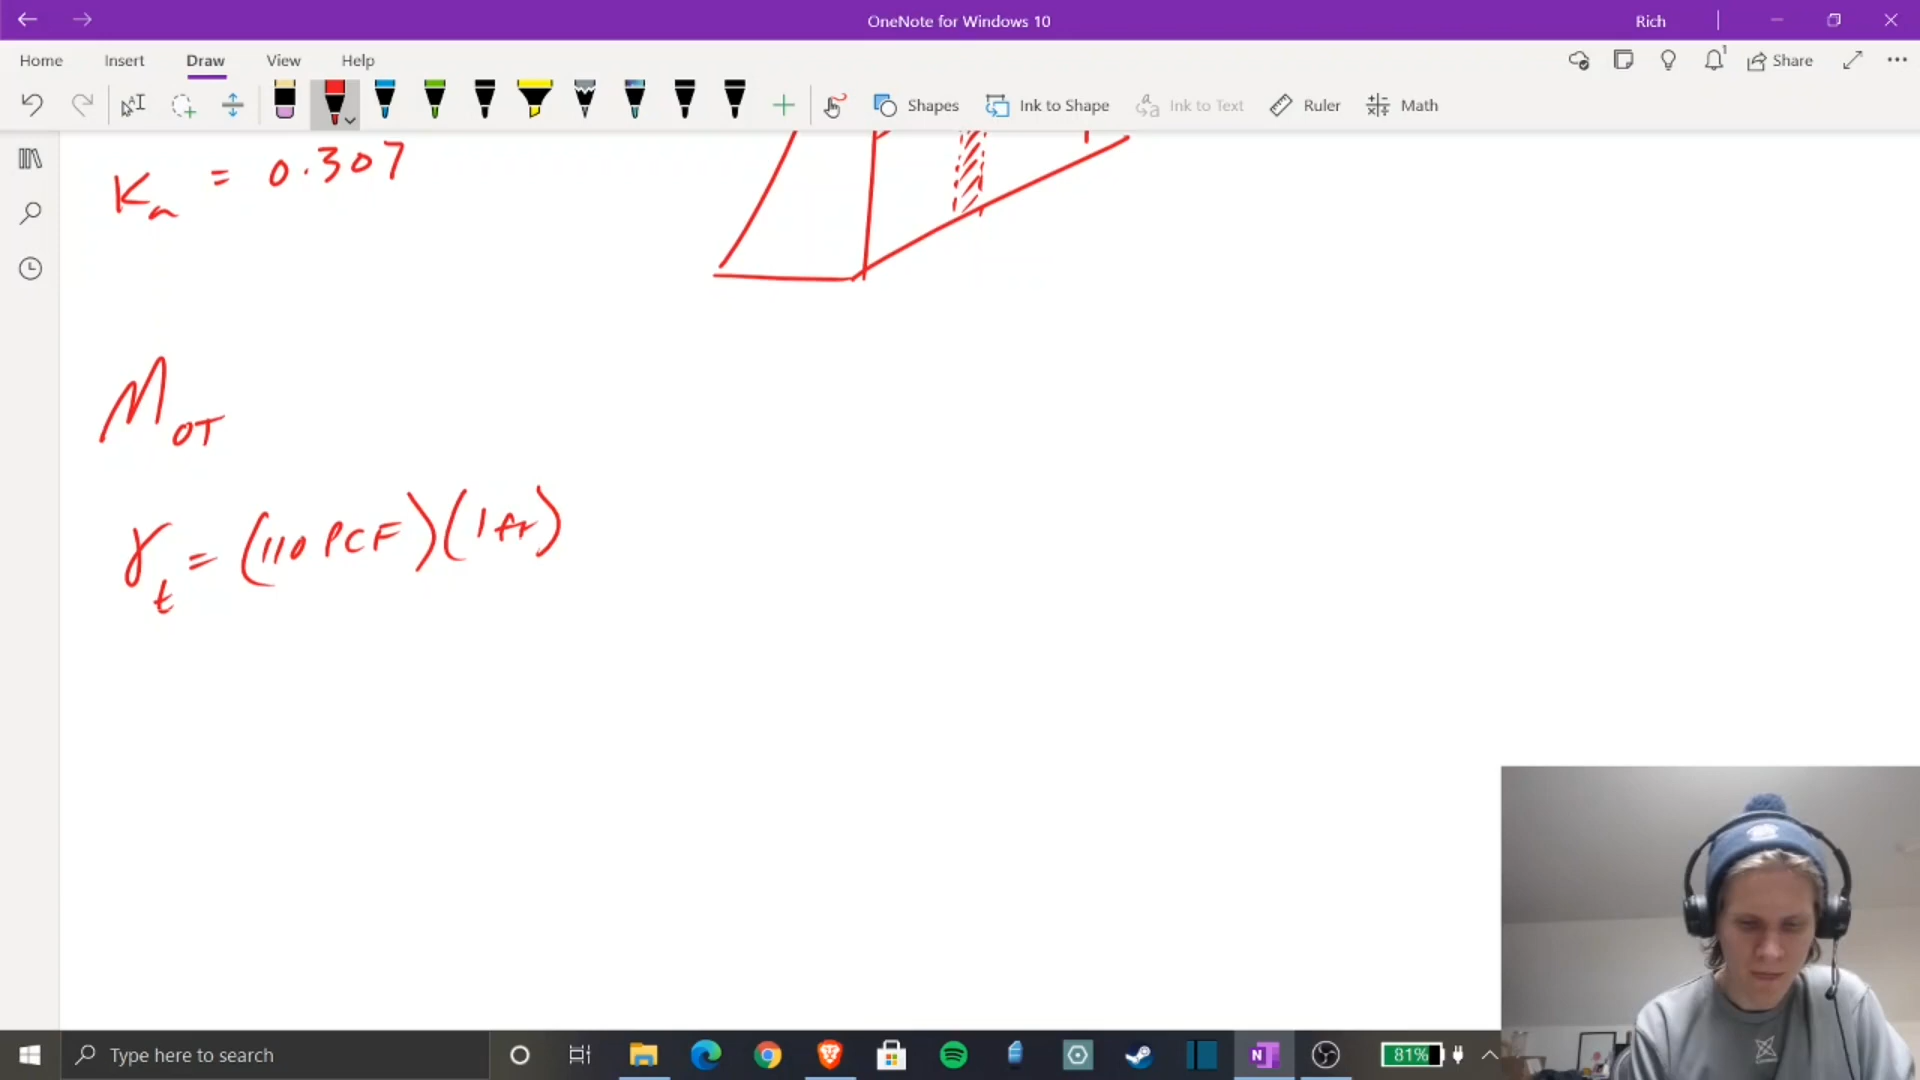 OneNote for Windows 10
Rich
Home Insert Draw View Help
Share
Shapes Ink to Shape Ink to Text Ruler Math
Ka = 0.307
MOT
γt = (110 PCF)(1 ft)
Type here to search
81%